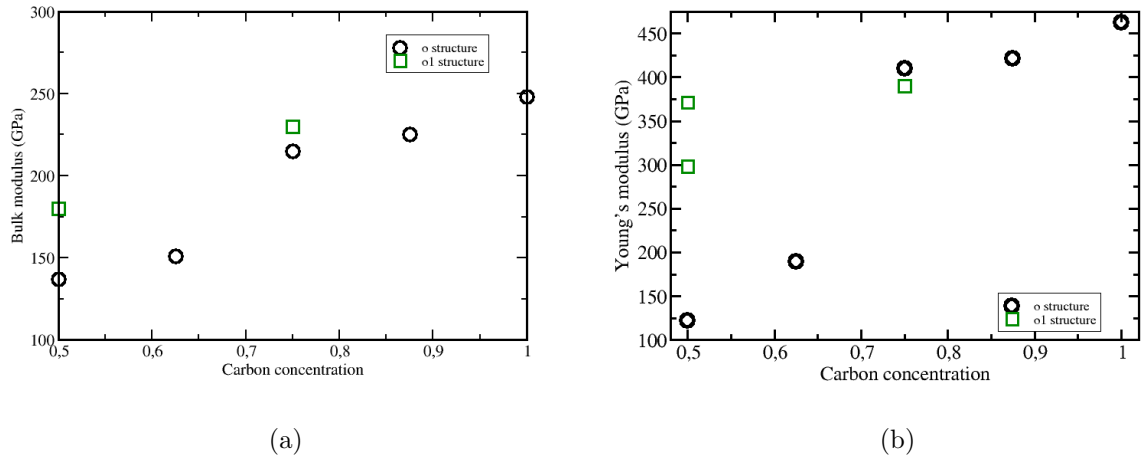 300
250
200
150
100
Bulk modulus (GPa)
o structure
o1 structure
0,5 0,6 0,7 0,8 0,9 1
Carbon concentration
(a)
450
400
350
300
250
200
150
100
Young's modulus (GPa)
o structure
o1 structure
0,5 0,6 0,7 0,8 0,9 1
Carbon concentration
(b)